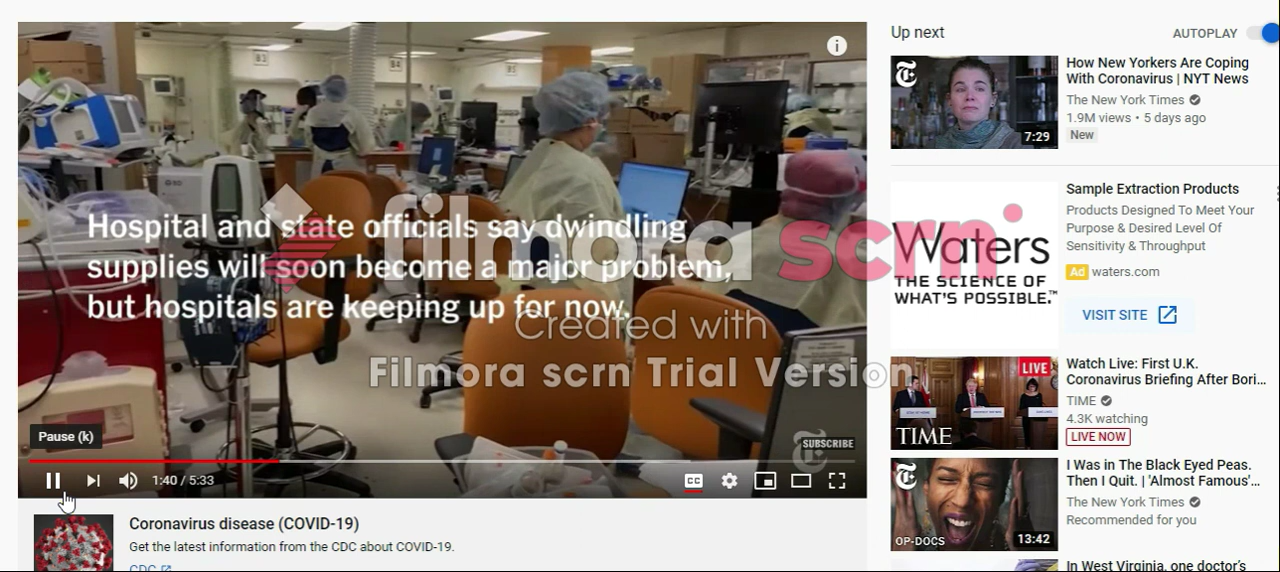 Hospital and state officials say dwindling
supplies will soon become a major problem,
but hospitals are keeping up for now.
filmora scrn
Created with
Filmora scrn Trial Version
SUBSCRIBE
Pause (k)
1:40 / 5:33
CC
Coronavirus disease (COVID-19)
Get the latest information from the CDC about COVID-19.
CDC
Up next
AUTOPLAY
7:29
How New Yorkers Are Coping
With Coronavirus | NYT News
The New York Times
1.9M views • 5 days ago
New
Waters
THE SCIENCE OF
WHAT'S POSSIBLE.™
Sample Extraction Products
Products Designed To Meet Your
Purpose & Desired Level Of
Sensitivity & Throughput
Ad waters.com
VISIT SITE
LIVE
TIME
Watch Live: First U.K.
Coronavirus Briefing After Bori...
TIME
4.3K watching
LIVE NOW
OP-DOCS
13:42
I Was in The Black Eyed Peas.
Then I Quit. | 'Almost Famous'...
The New York Times
Recommended for you
In West Virginia, one doctor's